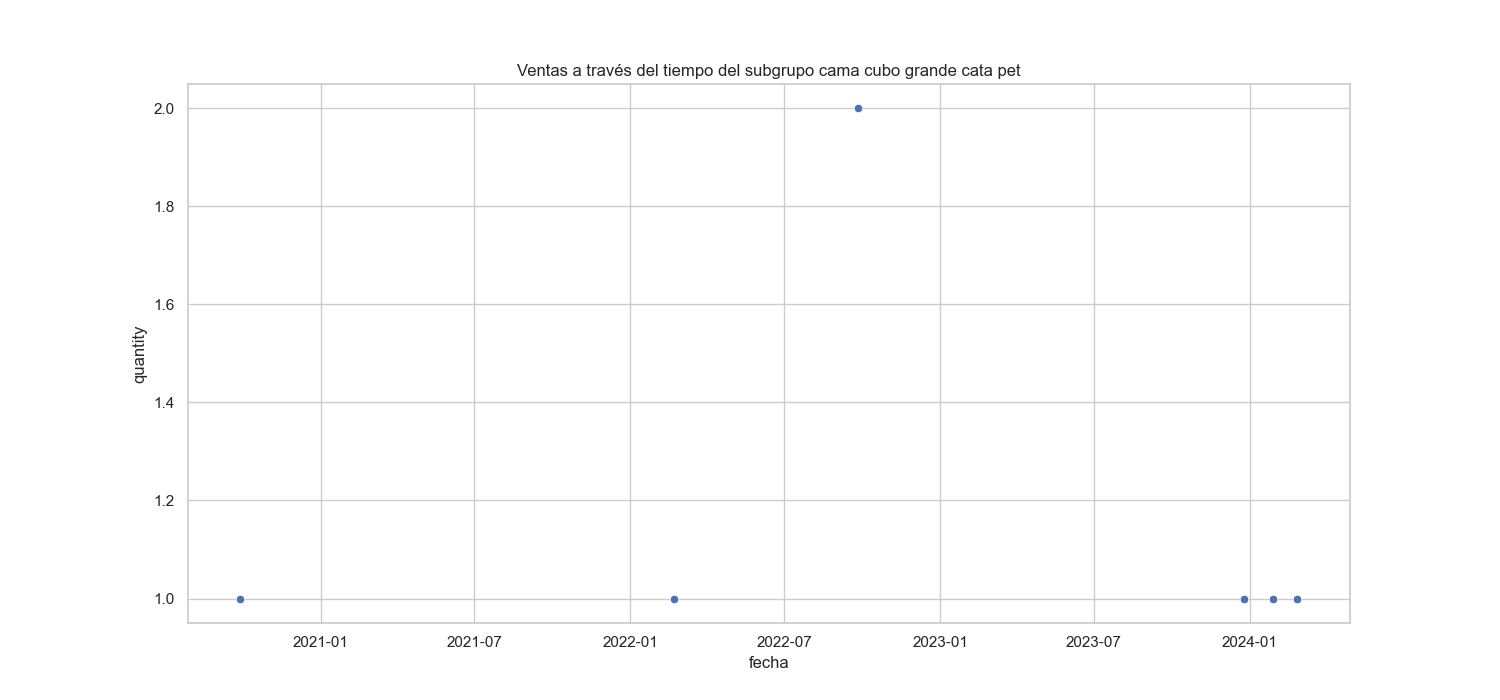 Ventas a través del tiempo del subgrupo cama cubo grande cata pet
2.0
1.8
1.6
1.4
1.2
1.0
quantity
2021-01 2021-07 2022-01 2022-07 2023-01 2023-07 2024-01
fecha